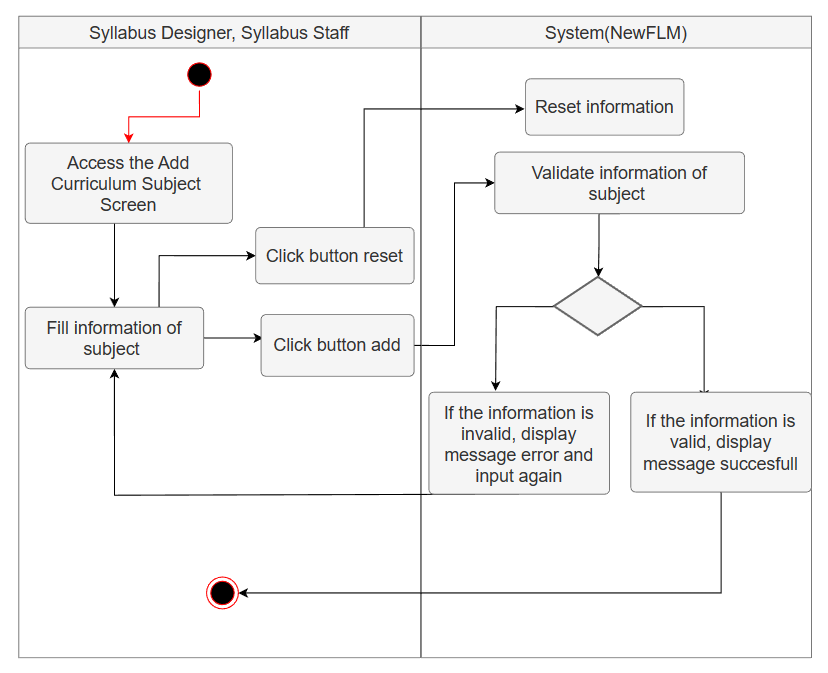 Syllabus Designer, Syllabus Staff
System(NewFLM)
Reset information
Access the Add
Curriculum Subject
Screen
Validate information of
subject
Click button reset
Fill information of
subject
Click button add
If the information is
invalid, display
message error and
input again
If the information is
valid, display
message succesfull